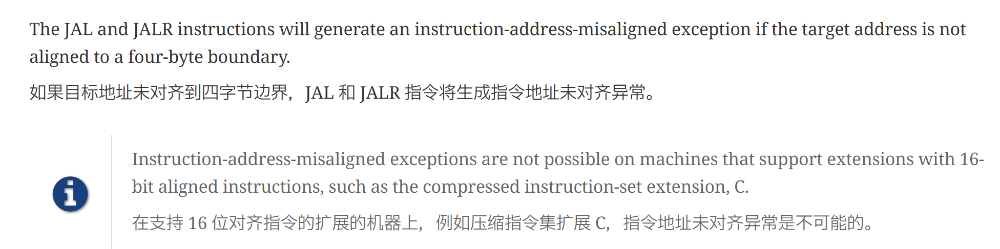 The JAL and JALR instructions will generate an instruction-address-misaligned exception if the target address is not
aligned to a four-byte boundary.
如果目标地址未对齐到四字节边界，JAL 和 JALR 指令将生成指令地址未对齐异常。
Instruction-address-misaligned exceptions are not possible on machines that support extensions with 16-
bit aligned instructions, such as the compressed instruction-set extension, C.
在支持 16 位对齐指令的扩展的机器上，例如压缩指令集扩展 C，指令地址未对齐异常是不可能的。